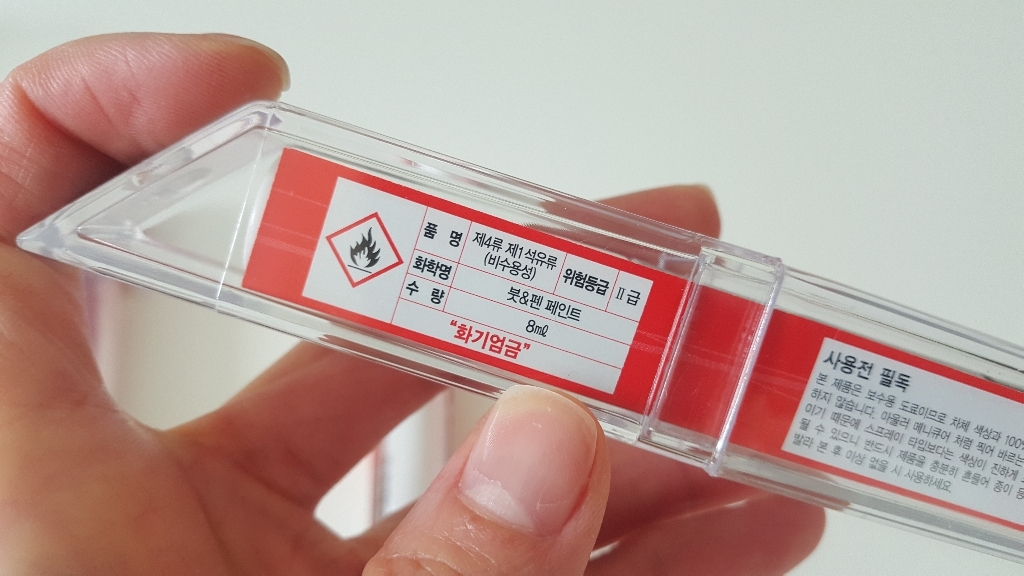 품 명 제4류 제1석유류 (비수용성) 위험등급 Ⅱ급
화학명 붓&펜 페인트
수 량 8㎖
“화기엄금”
사용전 필독
본 제품은 보수용 도료이므로 차체 색상과 100%
하지 않습니다. 아울러 매니큐어 처럼 찍어 바르는
이기 때문에 스프레이 타입보다는 색상이 진하게
될 수 있으니 반드시 제품을 충분히 흔들어 종이 등
발라 본 후 이상 없을 시 사용하세요.